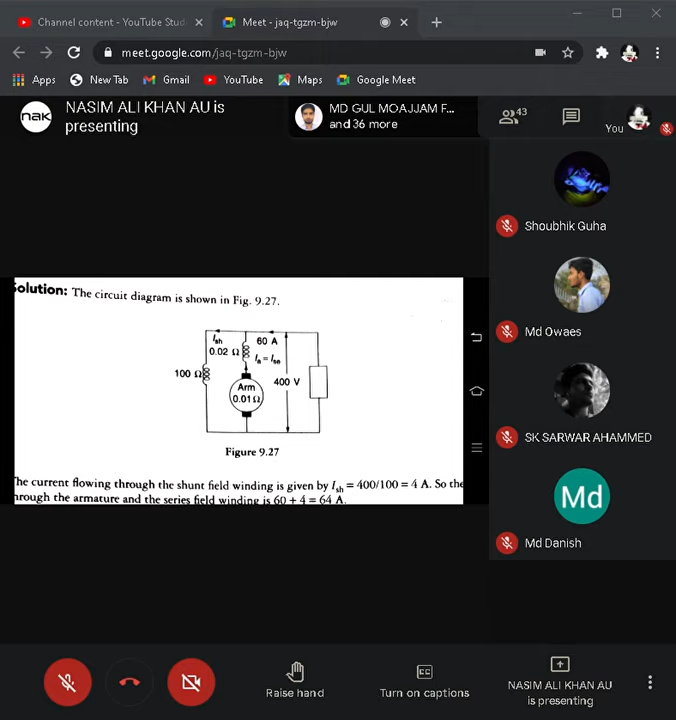 Channel content - YouTube Stud
Meet - jaq-tgzm-bjw
meet.google.com/jaq-tgzm-bjw
Apps
New Tab
Gmail
YouTube
Maps
Google Meet
nak
NASIM ALI KHAN AU is
presenting
MD GUL MOAJJAM F...
and 36 more
43
You
Shoubhik Guha
Md Owaes
SK SARWAR AHAMMED
Md
Md Danish
Solution: The circuit diagram is shown in Fig. 9.27.
Ish
60 A
0.02 Ω
Ia = Ise
100 Ω
Arm
0.01 Ω
400 V
Figure 9.27
The current flowing through the shunt field winding is given by Ish = 400/100 = 4 A. So the
through the armature and the series field winding is 60 + 4 = 64 A.
Raise hand
CC
Turn on captions
NASIM ALI KHAN AU
is presenting